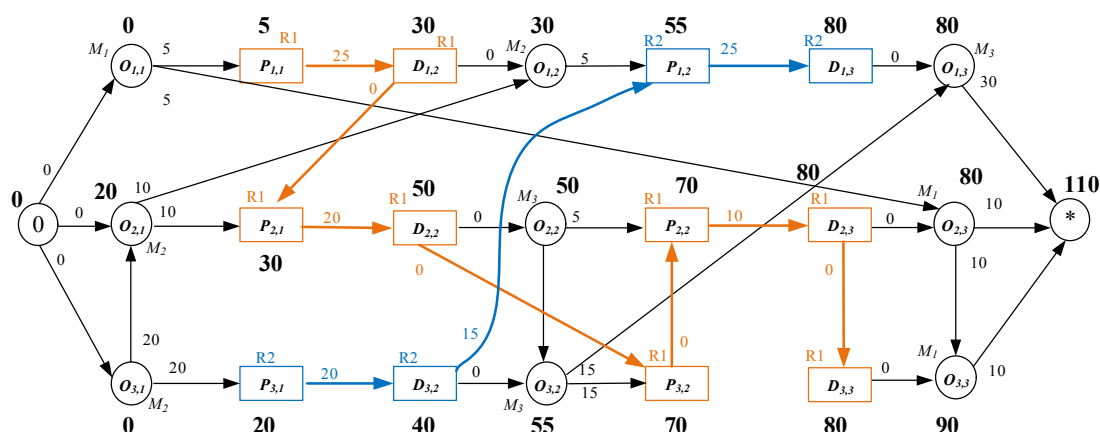 0 5 30 30 55 80 80
M1 5 R1 R1 M2 R2 R2 M3
O1,1 P1,1 25 D1,2 0 O1,2 5 P1,2 25 D1,3 0 O1,3
5 0 30
0 20 50 50 70 80 80 110
0 10 R1 R1 M3 R1 R1 M1
0 0 O2,1 10 P2,1 20 D2,2 0 O2,2 5 P2,2 10 D2,3 0 O2,3 10 *
0 M2 30 0 0 10
20 15 0
R2 R2 R1 R1 M1
O3,1 20 P3,1 20 D3,2 0 O3,2 15 P3,2 D3,3 0 O3,3 10
M2 M3 15
0 20 40 55 70 80 90